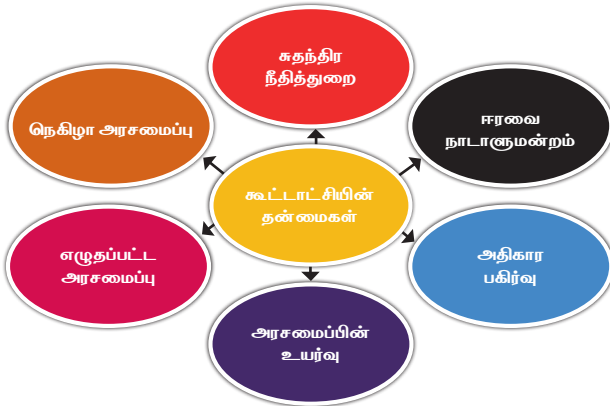 சுதந்திர
நீதித்துறை
நெகிழா அரசமைப்பு
ஈரவை
நாடாளுமன்றம்
கூட்டாட்சியின்
தன்மைகள்
எழுதப்பட்ட
அரசமைப்பு
அதிகார
பகிர்வு
அரசமைப்பின்
உயர்வு